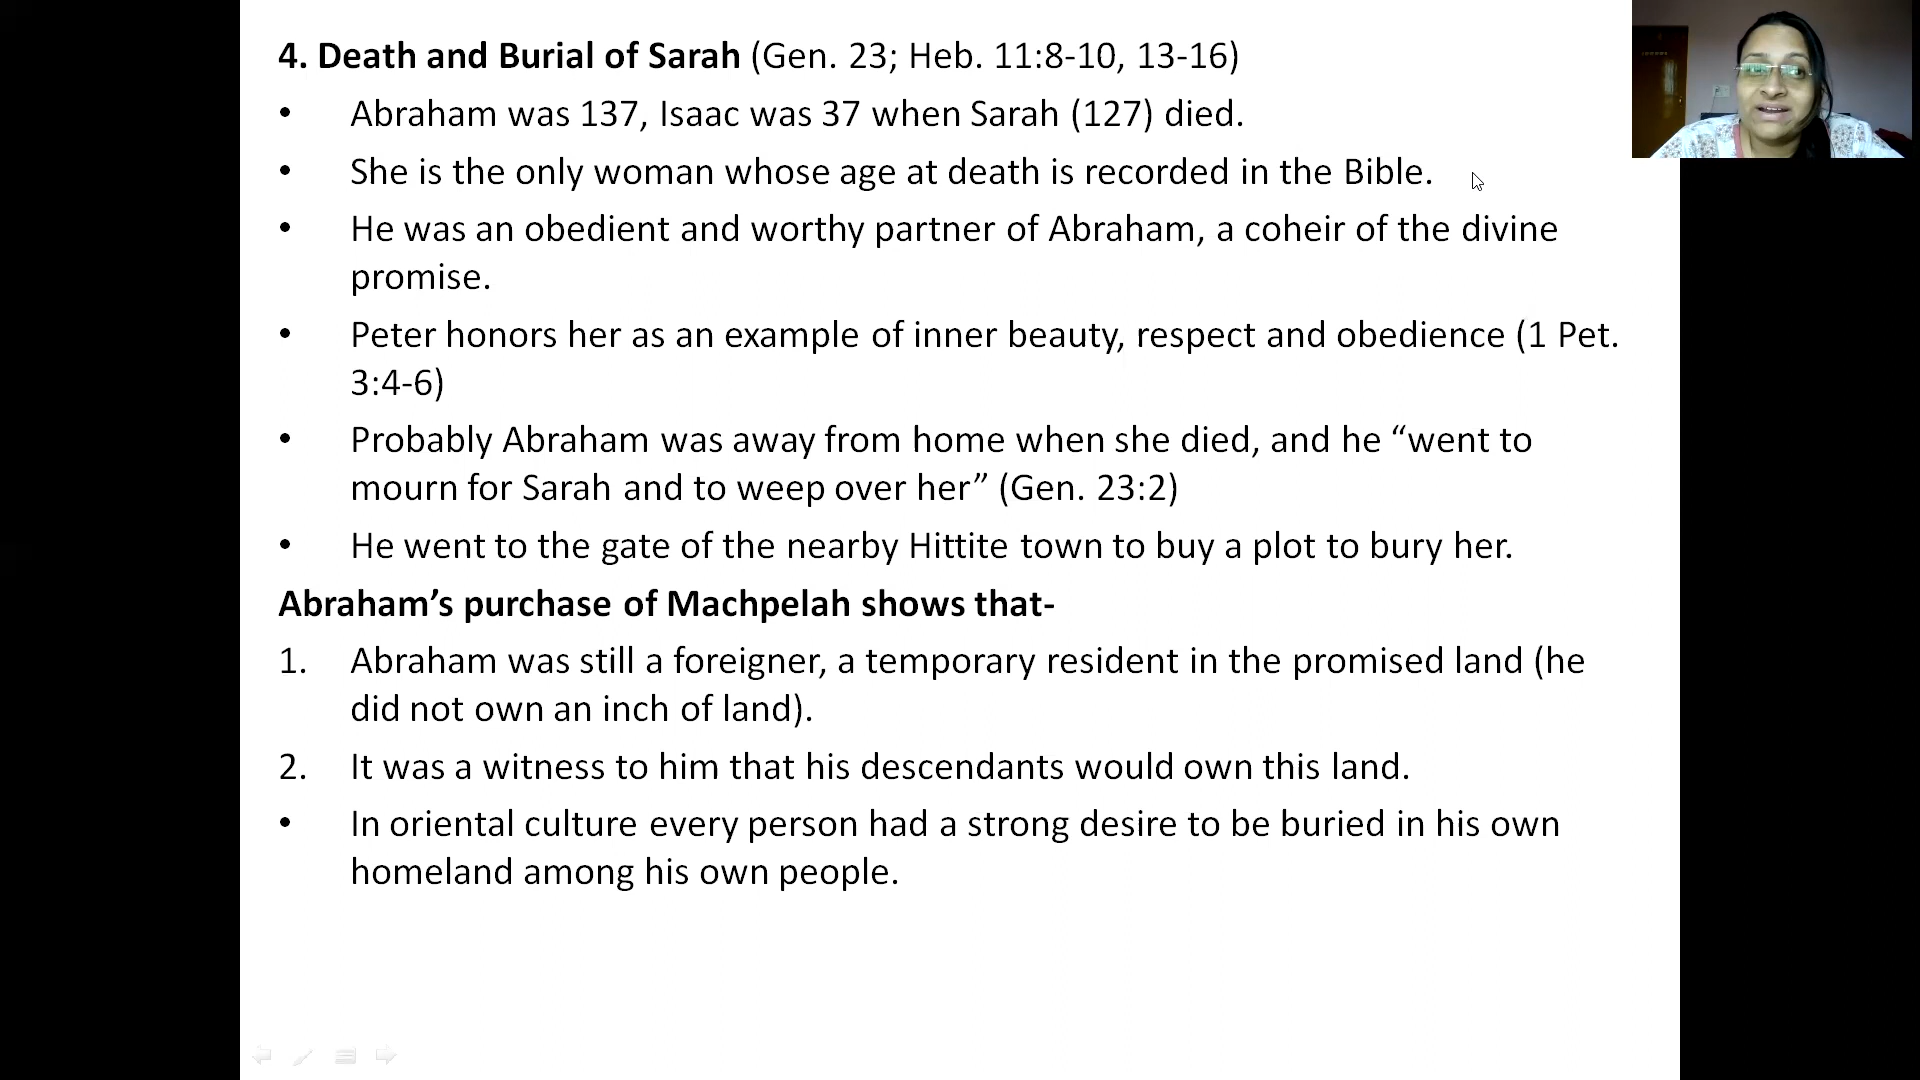 4. Death and Burial of Sarah (Gen. 23; Heb. 11:8-10, 13-16)
• Abraham was 137, Isaac was 37 when Sarah (127) died.
• She is the only woman whose age at death is recorded in the Bible.
• He was an obedient and worthy partner of Abraham, a coheir of the divine
promise.
• Peter honors her as an example of inner beauty, respect and obedience (1 Pet.
3:4-6)
• Probably Abraham was away from home when she died, and he “went to
mourn for Sarah and to weep over her” (Gen. 23:2)
• He went to the gate of the nearby Hittite town to buy a plot to bury her.
Abraham’s purchase of Machpelah shows that-
1. Abraham was still a foreigner, a temporary resident in the promised land (he
did not own an inch of land).
2. It was a witness to him that his descendants would own this land.
• In oriental culture every person had a strong desire to be buried in his own
homeland among his own people.